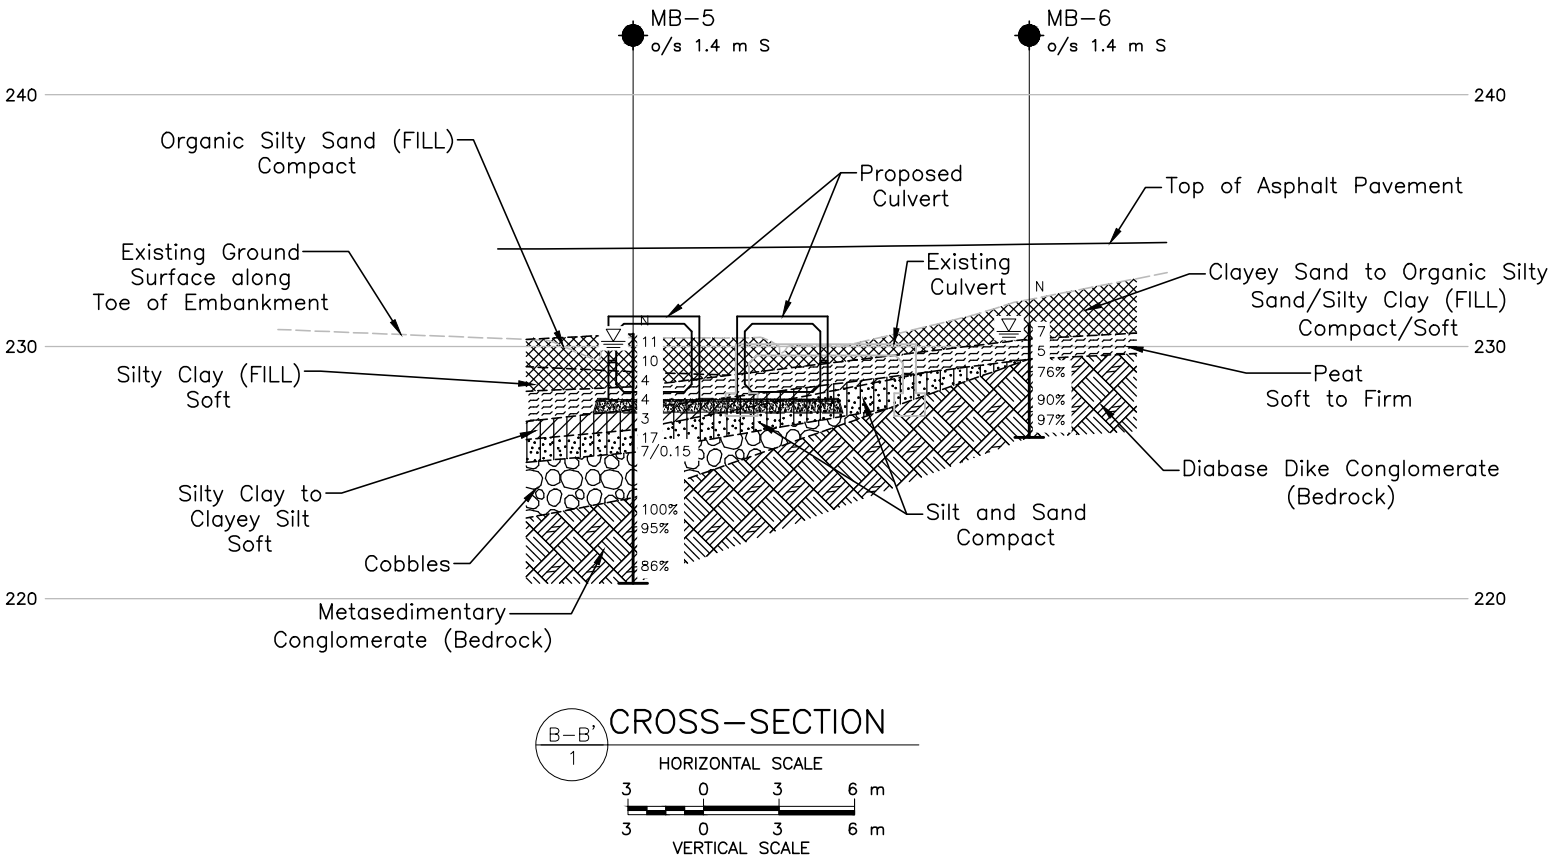 MB-5
o/s 1.4 m S
MB-6
o/s 1.4 m S
240
240
Organic Silty Sand (FILL)
Compact
Proposed
Culvert
Top of Asphalt Pavement
Existing Ground
Surface along
Toe of Embankment
Existing
Culvert
Clayey Sand to Organic Silty
Sand/Silty Clay (FILL)
Compact/Soft
N
11
10
4
4
3
17
7/0.15
100%
95%
86%
N
7
5
76%
90%
97%
230
230
Silty Clay (FILL)
Soft
Peat
Soft to Firm
Silty Clay to
Clayey Silt
Soft
Diabase Dike Conglomerate
(Bedrock)
Silt and Sand
Compact
Cobbles
220
220
Metasedimentary
Conglomerate (Bedrock)
B-B'
1
CROSS-SECTION
HORIZONTAL SCALE
3 0 3 6 m
3 0 3 6 m
VERTICAL SCALE